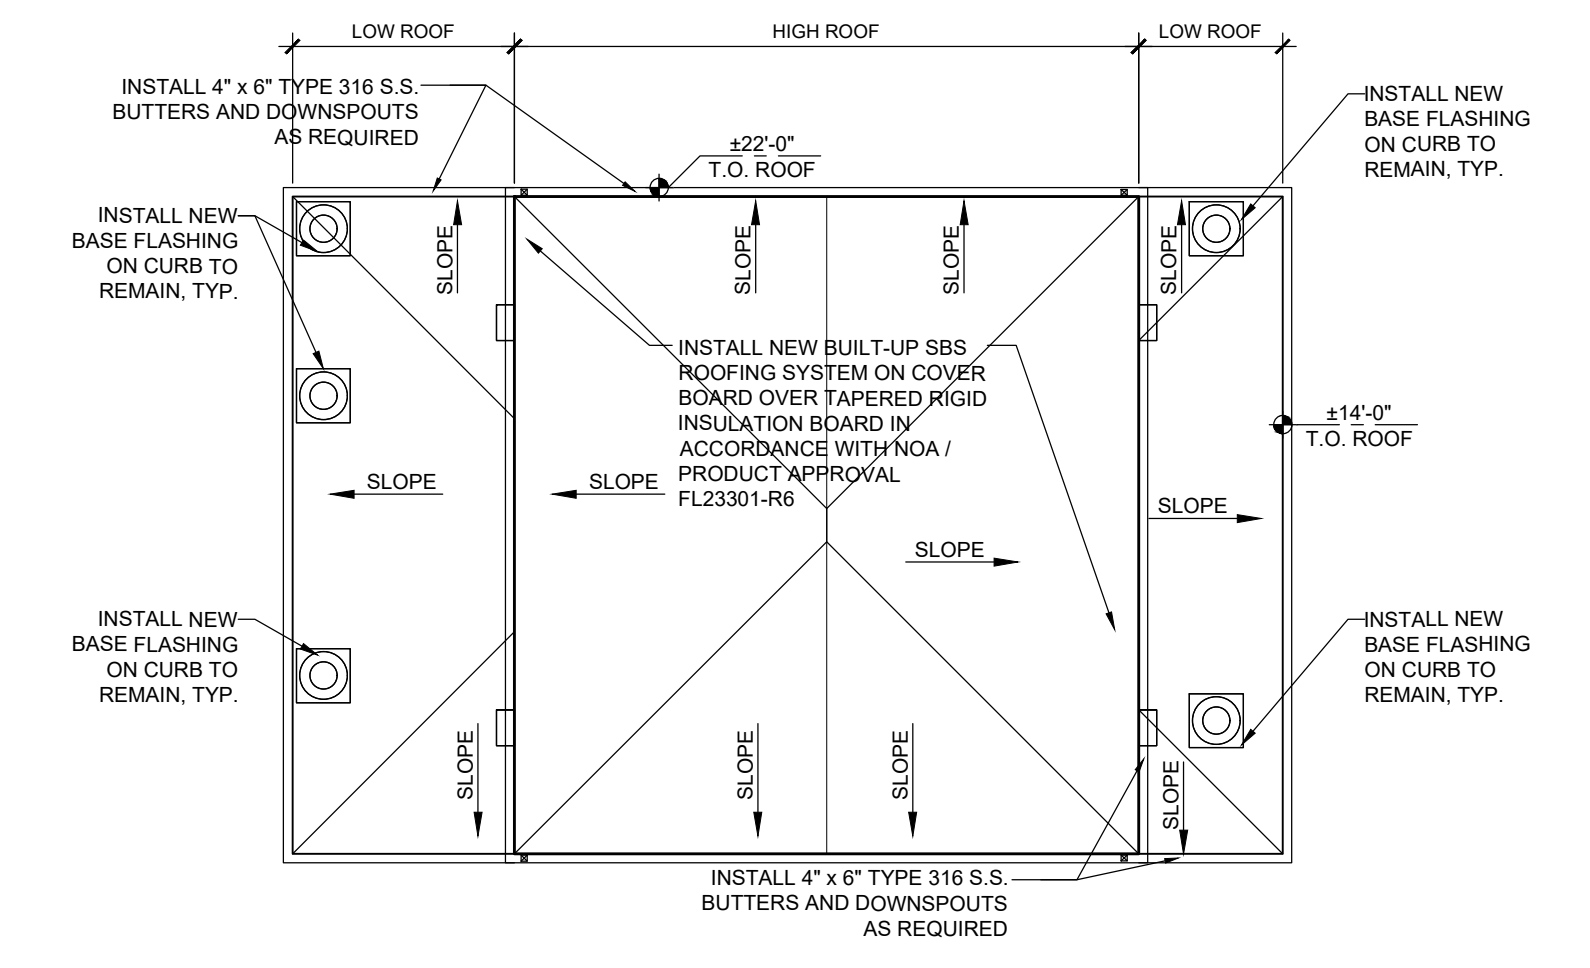 LOW ROOF
HIGH ROOF
LOW ROOF
INSTALL 4" x 6" TYPE 316 S.S.
BUTTERS AND DOWNSPOUTS
AS REQUIRED
INSTALL NEW
BASE FLASHING
ON CURB TO
REMAIN, TYP.
±22'-0"
T.O. ROOF
INSTALL NEW
BASE FLASHING
ON CURB TO
REMAIN, TYP.
SLOPE
SLOPE
SLOPE
SLOPE
INSTALL NEW BUILT-UP SBS
ROOFING SYSTEM ON COVER
BOARD OVER TAPERED RIGID
INSULATION BOARD IN
ACCORDANCE WITH NOA /
PRODUCT APPROVAL
FL23301-R6
±14'-0"
T.O. ROOF
SLOPE
SLOPE
SLOPE
SLOPE
INSTALL NEW
BASE FLASHING
ON CURB TO
REMAIN, TYP.
INSTALL NEW
BASE FLASHING
ON CURB TO
REMAIN, TYP.
SLOPE
SLOPE
SLOPE
SLOPE
INSTALL 4" x 6" TYPE 316 S.S.
BUTTERS AND DOWNSPOUTS
AS REQUIRED